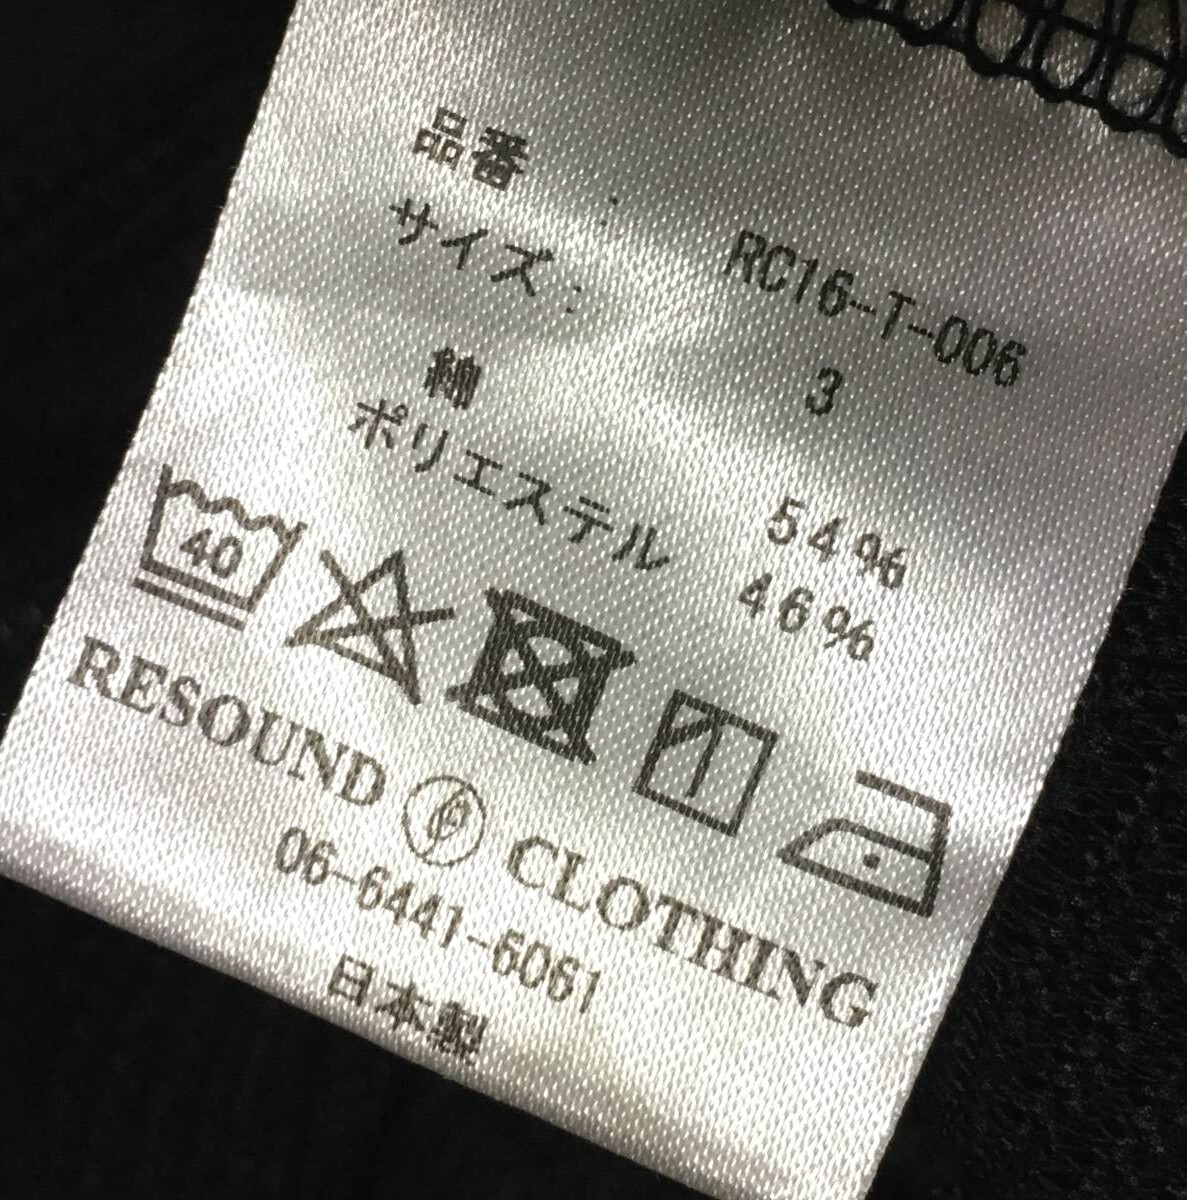 品番 : RC16-T-006
サイズ: 3
綿 54%
ポリエステル 46%
40
RESOUND CLOTHING
06-6441-6061
日本製